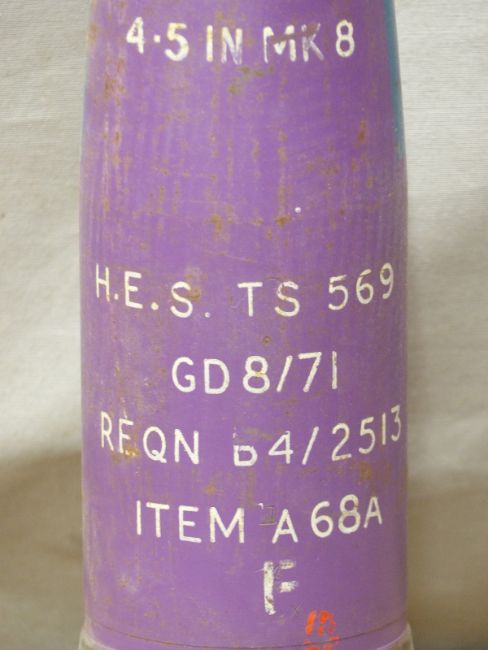 4.5 IN MK 8
H.E.S. TS 569
GD 8/71
REQN B4/2513
ITEM A 68A
F